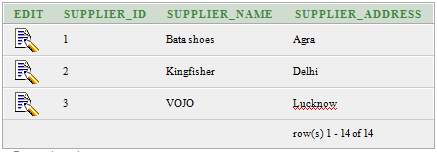 EDIT SUPPLIER_ID SUPPLIER_NAME SUPPLIER_ADDRESS
1 Bata shoes Agra
2 Kingfisher Delhi
3 VOJO Lucknow
row(s) 1 - 14 of 14